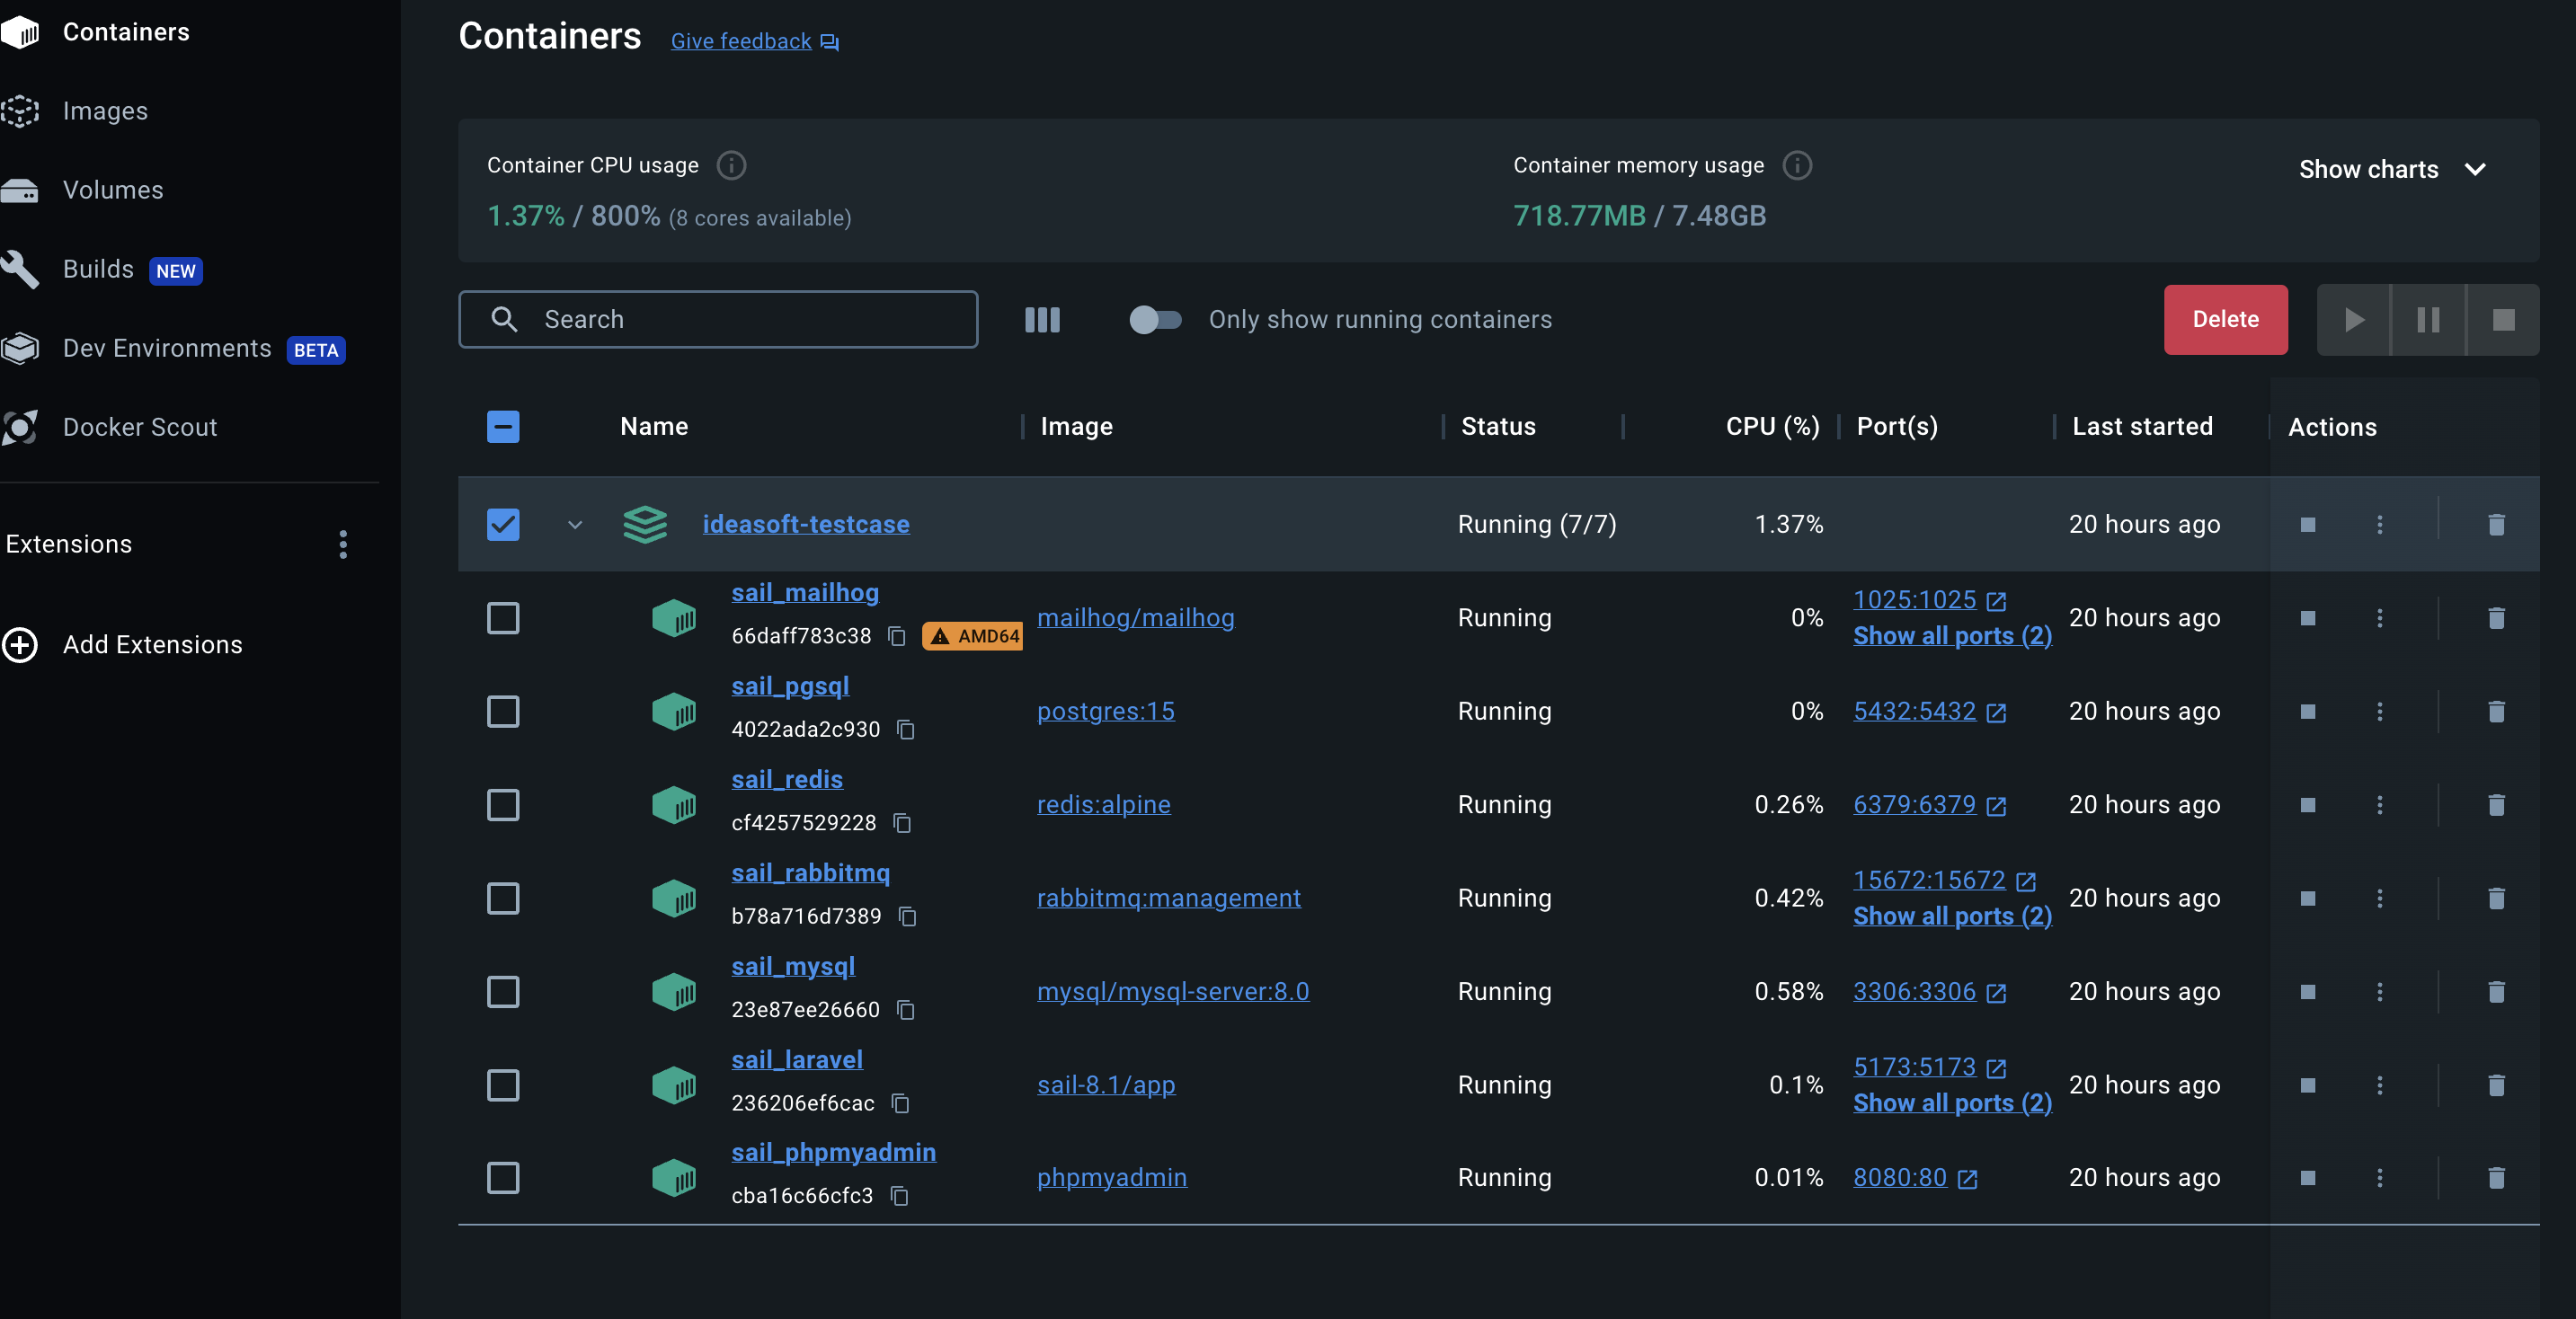 Containers
Images
Volumes
Builds NEW
Dev Environments BETA
Docker Scout
Extensions
Add Extensions
Containers Give feedback
Container CPU usage
1.37% / 800% (8 cores available)
Container memory usage
718.77MB / 7.48GB
Show charts
Search
Only show running containers
Delete
Name Image Status CPU (%) Port(s) Last started Actions
ideasoft-testcase Running (7/7) 1.37% 20 hours ago
sail_mailhog
66daff783c38 AMD64
mailhog/mailhog Running 0%
1025:1025
Show all ports (2)
20 hours ago
sail_pgsql
4022ada2c930
postgres:15 Running 0% 5432:5432 20 hours ago
sail_redis
cf4257529228
redis:alpine Running 0.26% 6379:6379 20 hours ago
sail_rabbitmq
b78a716d7389
rabbitmq:management Running 0.42%
15672:15672
Show all ports (2)
20 hours ago
sail_mysql
23e87ee26660
mysql/mysql-server:8.0 Running 0.58% 3306:3306 20 hours ago
sail_laravel
236206ef6cac
sail-8.1/app Running 0.1%
5173:5173
Show all ports (2)
20 hours ago
sail_phpmyadmin
cba16c66cfc3
phpmyadmin Running 0.01% 8080:80 20 hours ago